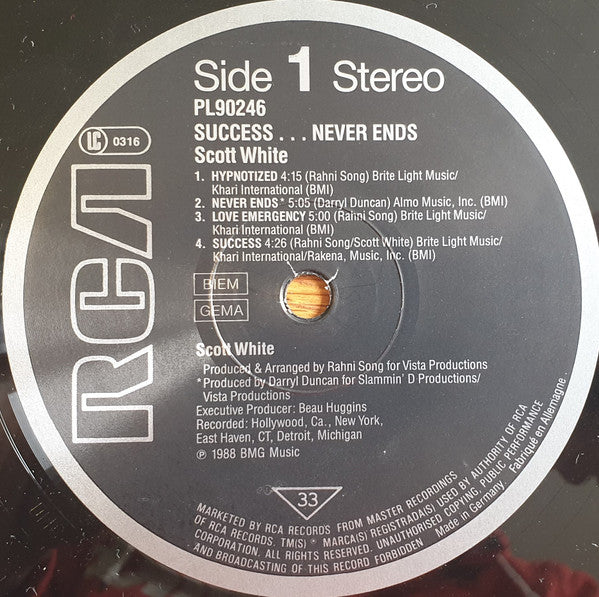 Side 1 Stereo
PL90246
SUCCESS . . . NEVER ENDS
Scott White
LC 0316
1. HYPNOTIZED 4:15 (Rahni Song) Brite Light Music/
Khari International (BMI)
2. NEVER ENDS* 5:05 (Darryl Duncan) Almo Music, Inc. (BMI)
3. LOVE EMERGENCY 5:00 (Rahni Song) Brite Light Music/
Khari International (BMI)
4. SUCCESS 4:26 (Rahni Song/Scott White) Brite Light Music/
Khari International/Rakena, Music, Inc. (BMI)
RCA
BIEM
GEMA
Scott White
Produced & Arranged by Rahni Song for Vista Productions
*Produced by Darryl Duncan for Slammin' D Productions/
Vista Productions
Executive Producer: Beau Huggins
Recorded: Hollywood, Ca., New York,
East Haven, CT, Detroit, Michigan
℗ 1988 BMG Music
33
MARKETED BY RCA RECORDS FROM MASTER RECORDINGS
OF RCA RECORDS. TM(S) * MARCA(S) REGISTRADA(S) USED BY AUTHORITY OF RCA
CORPORATION. ALL RIGHTS RESERVED. UNAUTHORISED COPYING PUBLIC PERFORMANCE
AND BROADCASTING OF THIS RECORD FORBIDDEN Made in Germany. Fabriqué en Allemagne.